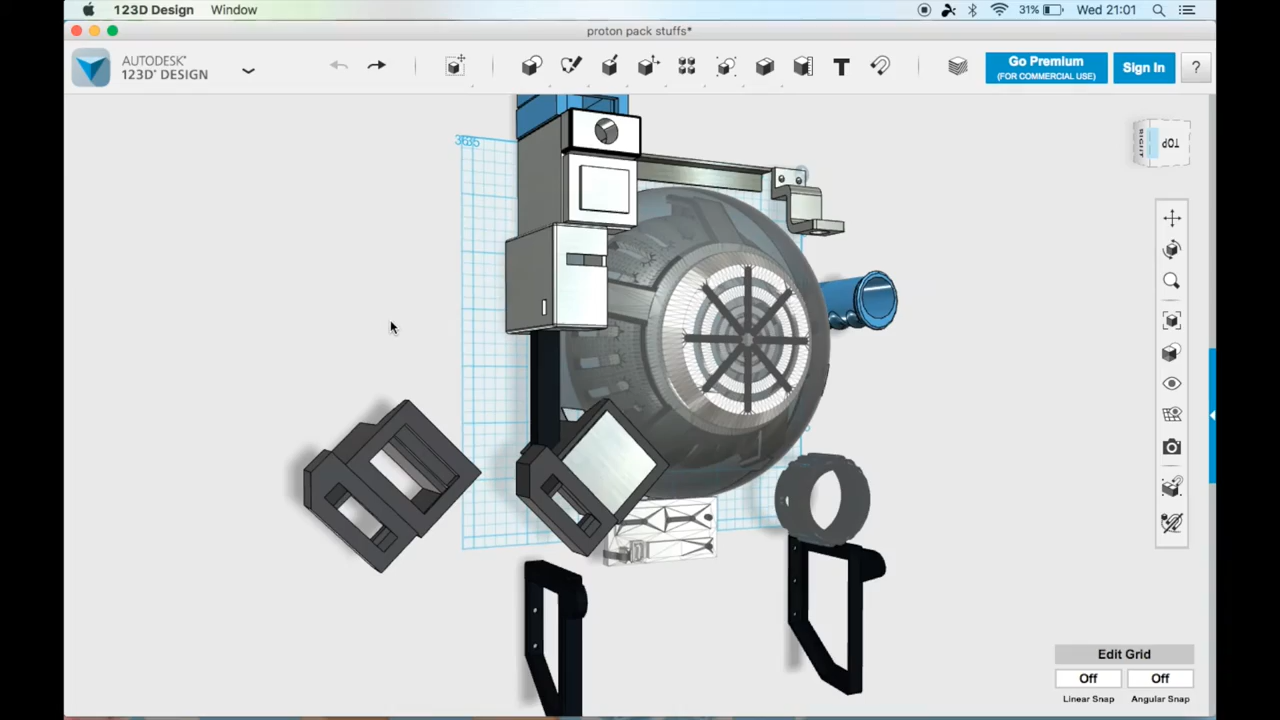 123D Design Window
31% Wed 21:01
proton pack stuffs*
AUTODESK®
123D® DESIGN
T
Go Premium
(FOR COMMERCIAL USE)
Sign In
?
RIGHT
TOP
Edit Grid
Off Off
Linear Snap Angular Snap